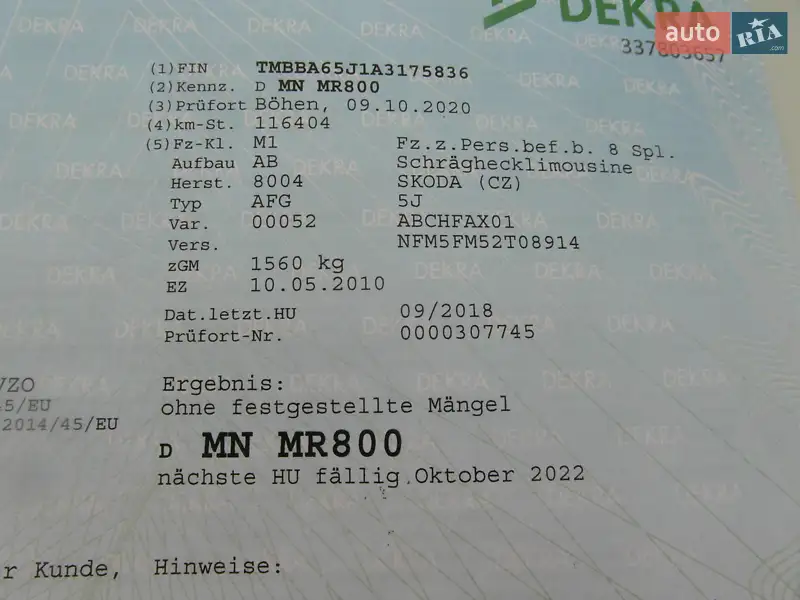 DEKRA
auto RIA .com
337803657
(1)FIN TMBBA65J1A3175836
(2)Kennz. D MN MR800
(3)Prüfort Böhen, 09.10.2020
(4)km-St. 116404
(5)Fz-Kl. M1 Fz.z.Pers.bef.b. 8 Spl.
Aufbau AB Schräghecklimousine
Herst. 8004 SKODA (CZ)
Typ AFG 5J
Var. 00052 ABCHFAX01
Vers. NFM5FM52T08914
zGM 1560 kg
EZ 10.05.2010
Dat.letzt.HU 09/2018
Prüfort-Nr. 0000307745
VZO Ergebnis:
45/EU ohne festgestellte Mängel
2014/45/EU
D MN MR800
nächste HU fällig Oktober 2022
r Kunde, Hinweise: